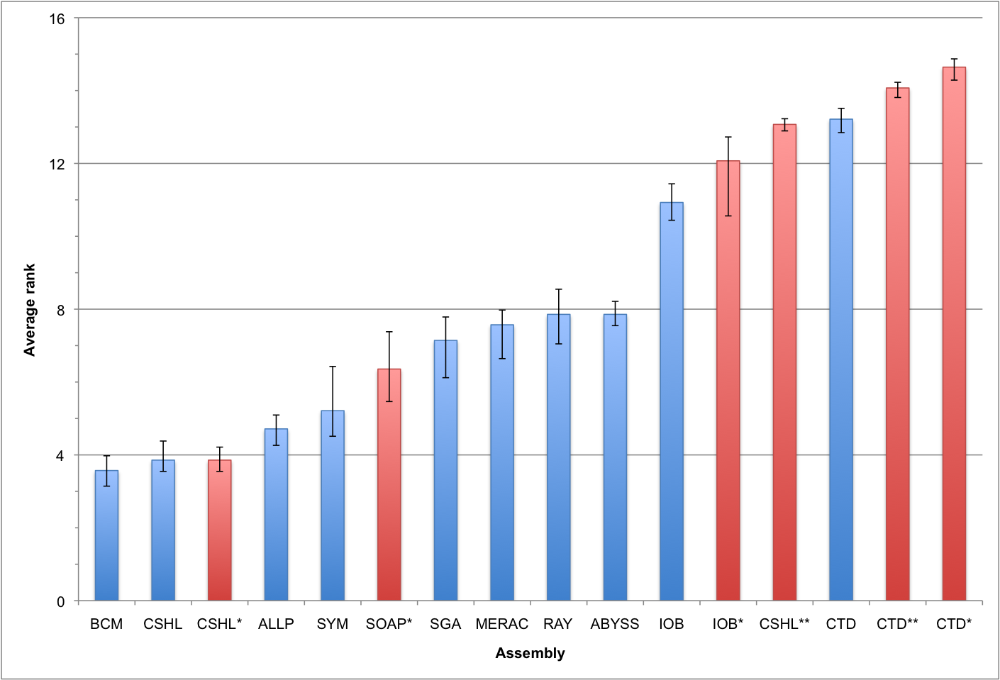 16
12
8
4
0
Average rank
BCM CSHL CSHL* ALLP SYM SOAP* SGA MERAC RAY ABYSS IOB IOB* CSHL** CTD CTD** CTD*
Assembly